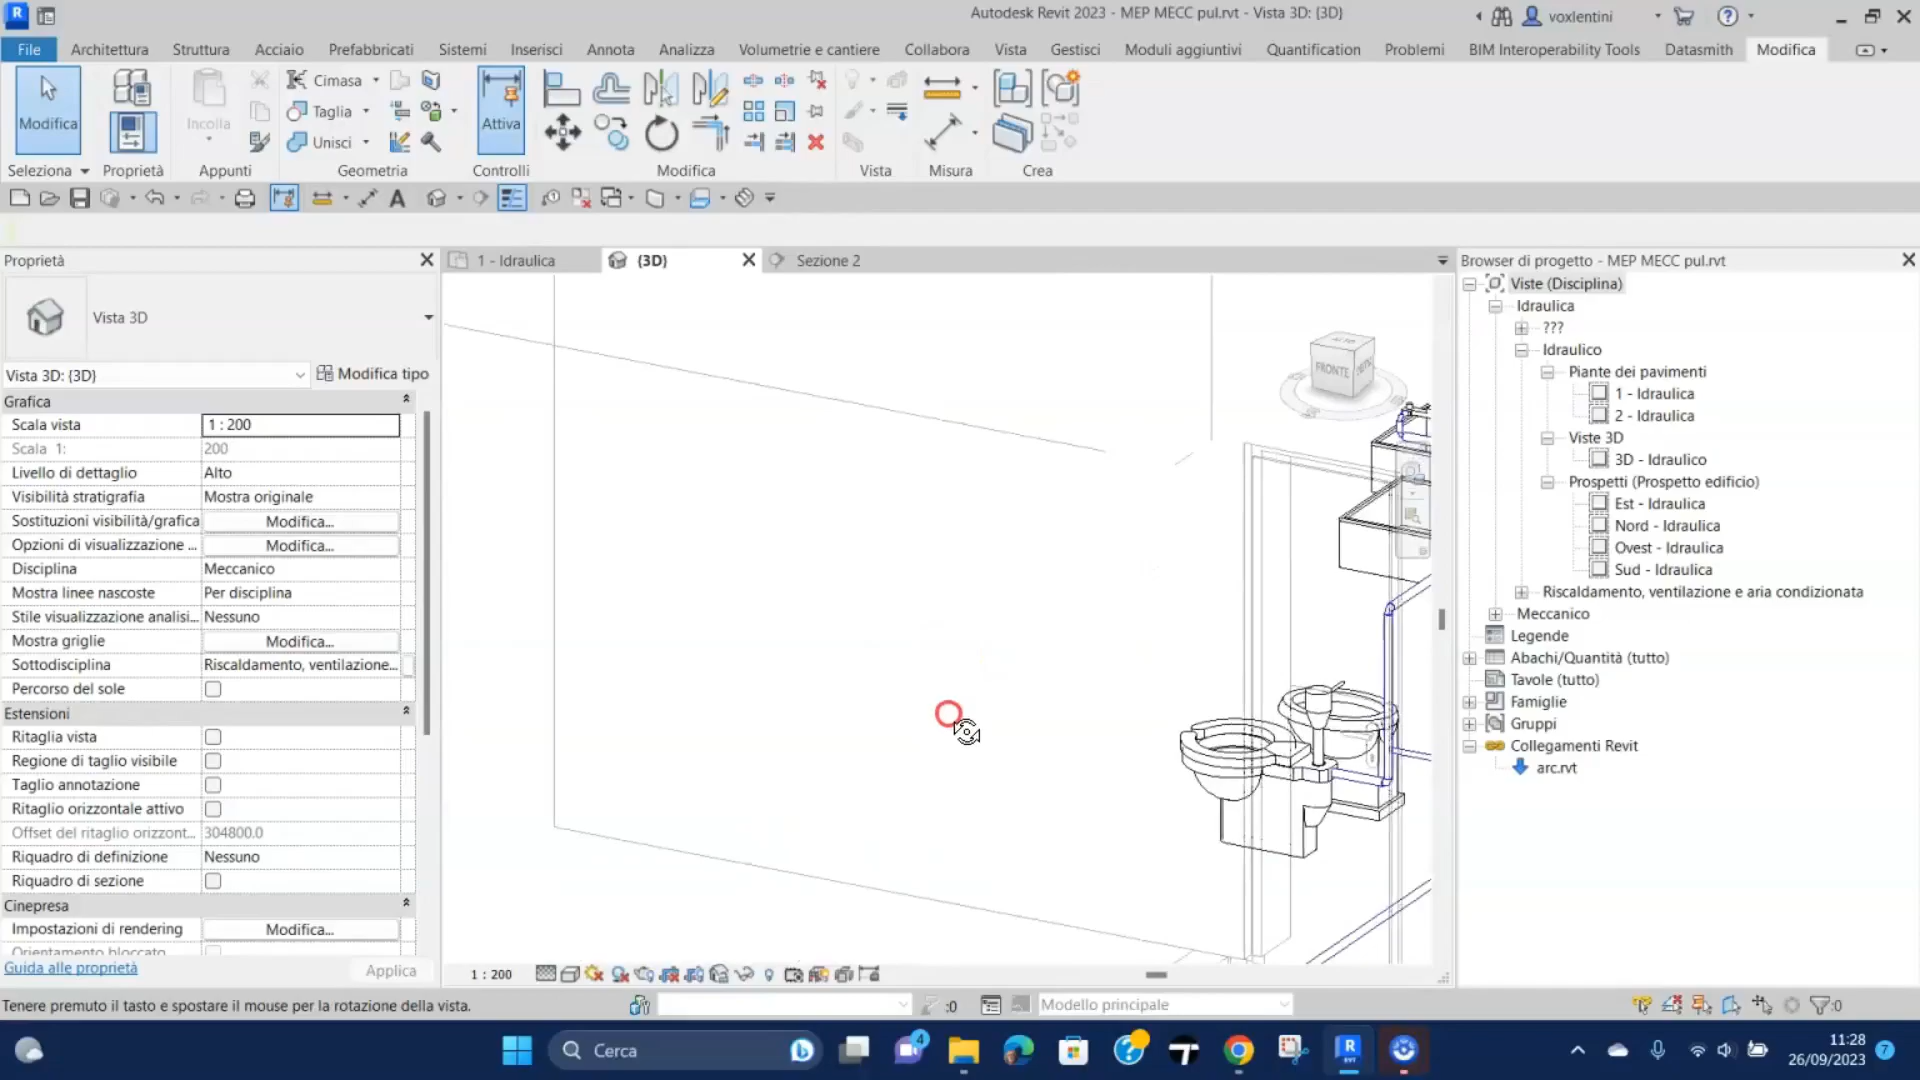 Autodesk Revit 2023 - MEP MECC pul.rvt - Vista 3D: {3D}
voxlentini
File Architettura Struttura Acciaio Prefabbricati Sistemi Inserisci Annota Analizza Volumetrie e cantiere Collabora Vista Gestisci Moduli aggiuntivi Quantification Problemi BIM Interoperability Tools Datasmith Modifica
Modifica
Incolla
Cimasa
Taglia
Unisci
Attiva
Seleziona Proprietà Appunti Geometria Controlli Modifica Vista Misura Crea
Proprietà
Vista 3D
Vista 3D: {3D} Modifica tipo
Grafica
Scala vista 1 : 200
Scala 1: 200
Livello di dettaglio Alto
Visibilità stratigrafia Mostra originale
Sostituzioni visibilità/grafica Modifica...
Opzioni di visualizzazione ... Modifica...
Disciplina Meccanico
Mostra linee nascoste Per disciplina
Stile visualizzazione analisi... Nessuno
Mostra griglie Modifica...
Sottodisciplina Riscaldamento, ventilazione...
Percorso del sole
Estensioni
Ritaglia vista
Regione di taglio visibile
Taglio annotazione
Ritaglio orizzontale attivo
Offset del ritaglio orizzont... 304800.0
Riquadro di definizione Nessuno
Riquadro di sezione
Cinepresa
Impostazioni di rendering Modifica...
Orientamento bloccato
Guida alle proprietà Applica
1 - Idraulica {3D} Sezione 2
ALTO
FRONTE
1 : 200
Browser di progetto - MEP MECC pul.rvt
Viste (Disciplina)
Idraulica
???
Idraulico
Piante dei pavimenti
1 - Idraulica
2 - Idraulica
Viste 3D
3D - Idraulico
Prospetti (Prospetto edificio)
Est - Idraulica
Nord - Idraulica
Ovest - Idraulica
Sud - Idraulica
Riscaldamento, ventilazione e aria condizionata
Meccanico
Legende
Abachi/Quantità (tutto)
Tavole (tutto)
Famiglie
Gruppi
Collegamenti Revit
arc.rvt
Tenere premuto il tasto e spostare il mouse per la rotazione della vista.
:0
Modello principale
:0
Cerca
4
11:28
26/09/2023
7